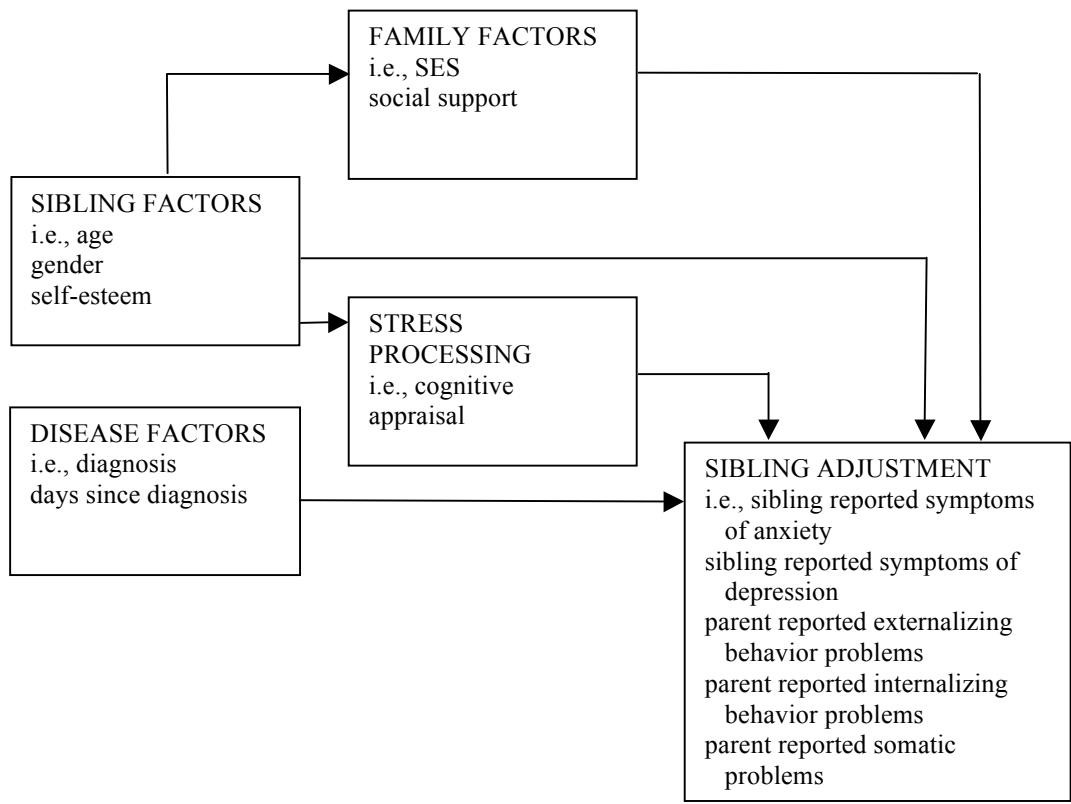 FAMILY FACTORS
i.e., SES
social support
SIBLING FACTORS
i.e., age
gender
self-esteem
STRESS
PROCESSING
i.e., cognitive
appraisal
DISEASE FACTORS
i.e., diagnosis
days since diagnosis
SIBLING ADJUSTMENT
i.e., sibling reported symptoms
of anxiety
sibling reported symptoms of
depression
parent reported externalizing
behavior problems
parent reported internalizing
behavior problems
parent reported somatic
problems